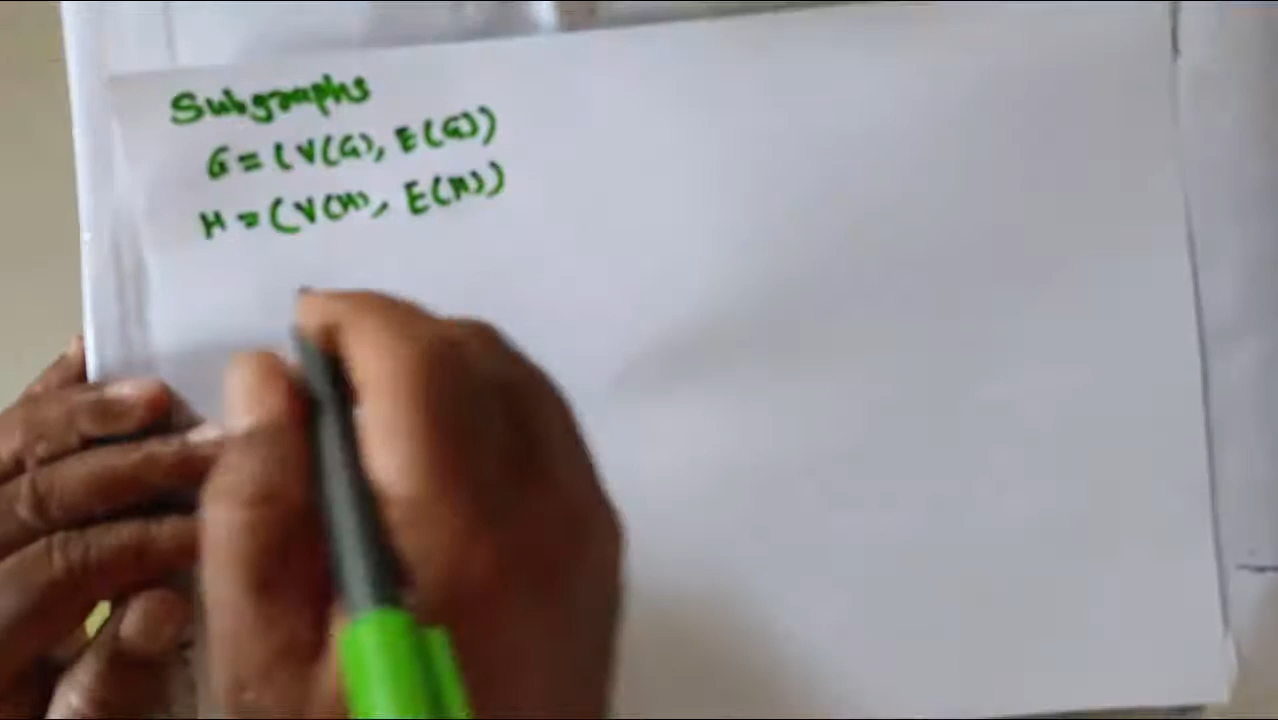 Subgraphs
G = (V(G), E(G))
H = (V(H), E(H))